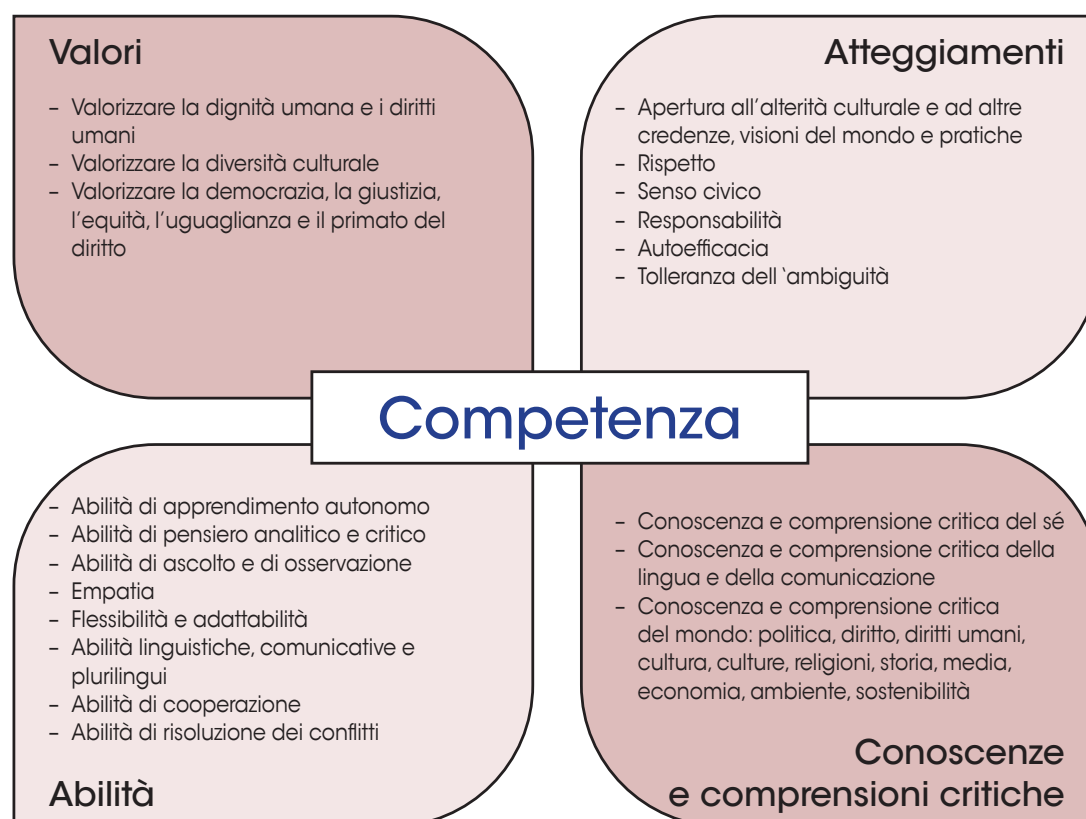 Valori
– Valorizzare la dignità umana e i diritti
umani
– Valorizzare la diversità culturale
– Valorizzare la democrazia, la giustizia,
l'equità, l'uguaglianza e il primato del
diritto
Atteggiamenti
– Apertura all'alterità culturale e ad altre
credenze, visioni del mondo e pratiche
– Rispetto
– Senso civico
– Responsabilità
– Autoefficacia
– Tolleranza dell ‘ambiguità
Competenza
– Abilità di apprendimento autonomo
– Abilità di pensiero analitico e critico
– Abilità di ascolto e di osservazione
– Empatia
– Flessibilità e adattabilità
– Abilità linguistiche, comunicative e
plurilingui
– Abilità di cooperazione
– Abilità di risoluzione dei conflitti
Abilità
– Conoscenza e comprensione critica del sé
– Conoscenza e comprensione critica della
lingua e della comunicazione
– Conoscenza e comprensione critica
del mondo: politica, diritto, diritti umani,
cultura, culture, religioni, storia, media,
economia, ambiente, sostenibilità
Conoscenze
e comprensioni critiche